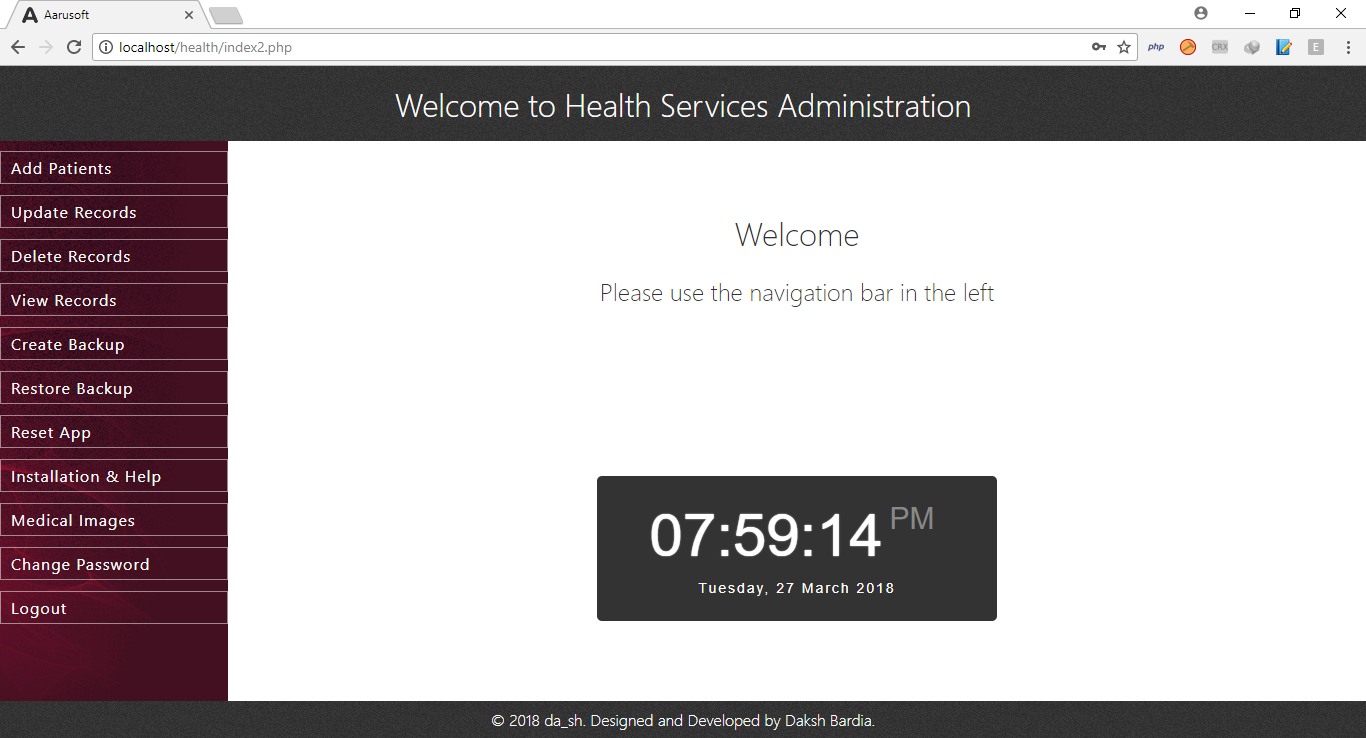 Aarusoft
localhost/health/index2.php
php
CRX
E
Welcome to Health Services Administration
Add Patients
Update Records
Delete Records
View Records
Create Backup
Restore Backup
Reset App
Installation & Help
Medical Images
Change Password
Logout
Welcome
Please use the navigation bar in the left
07:59:14 PM
Tuesday, 27 March 2018
© 2018 da_sh. Designed and Developed by Daksh Bardia.